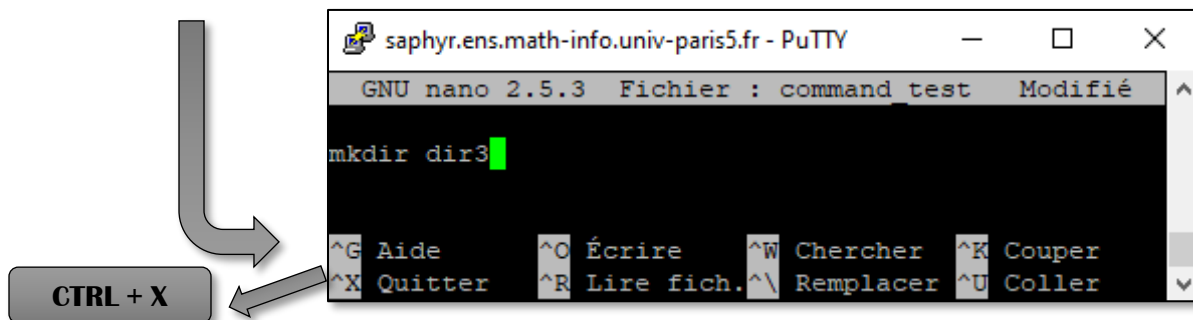 saphyr.ens.math-info.univ-paris5.fr - PuTTY
GNU nano 2.5.3 Fichier : command_test Modifié
mkdir dir3
^G Aide ^O Écrire ^W Chercher ^K Couper
^X Quitter ^R Lire fich. ^\ Remplacer ^U Coller
CTRL + X